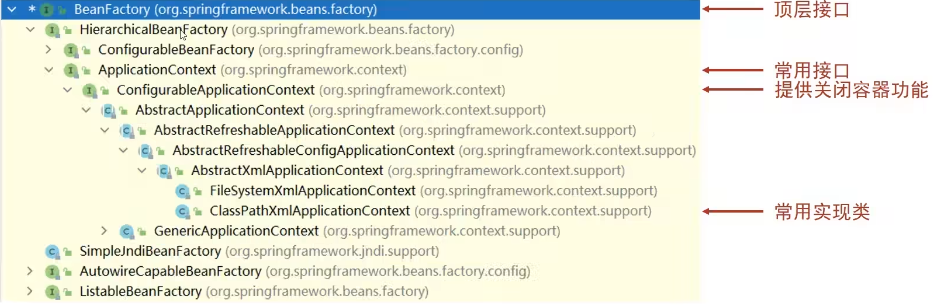 * BeanFactory (org.springframework.beans.factory) 顶层接口
HierarchicalBeanFactory (org.springframework.beans.factory)
ConfigurableBeanFactory (org.springframework.beans.factory.config)
ApplicationContext (org.springframework.context) 常用接口
ConfigurableApplicationContext (org.springframework.context) 提供关闭容器功能
AbstractApplicationContext (org.springframework.context.support)
AbstractRefreshableApplicationContext (org.springframework.context.support)
AbstractRefreshableConfigApplicationContext (org.springframework.context.support)
AbstractXmlApplicationContext (org.springframework.context.support)
FileSystemXmlApplicationContext (org.springframework.context.support)
ClassPathXmlApplicationContext (org.springframework.context.support) 常用实现类
GenericApplicationContext (org.springframework.context.support)
SimpleJndiBeanFactory (org.springframework.jndi.support)
AutowireCapableBeanFactory (org.springframework.beans.factory.config)
ListableBeanFactory (org.springframework.beans.factory)